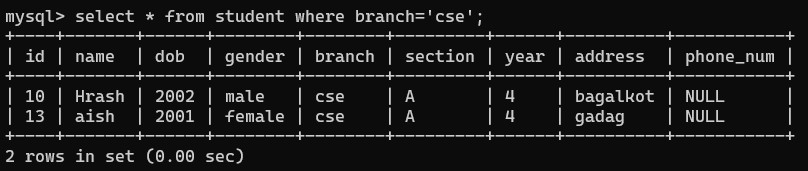 mysql> select * from student where branch='cse';
+----+-------+------+--------+--------+---------+------+----------+-----------+
| id | name  | dob  | gender | branch | section | year | address  | phone_num |
+----+-------+------+--------+--------+---------+------+----------+-----------+
| 10 | Hrash | 2002 | male   | cse    | A       | 4    | bagalkot | NULL      |
| 13 | aish  | 2001 | female | cse    | A       | 4    | gadag    | NULL      |
+----+-------+------+--------+--------+---------+------+----------+-----------+
2 rows in set (0.00 sec)